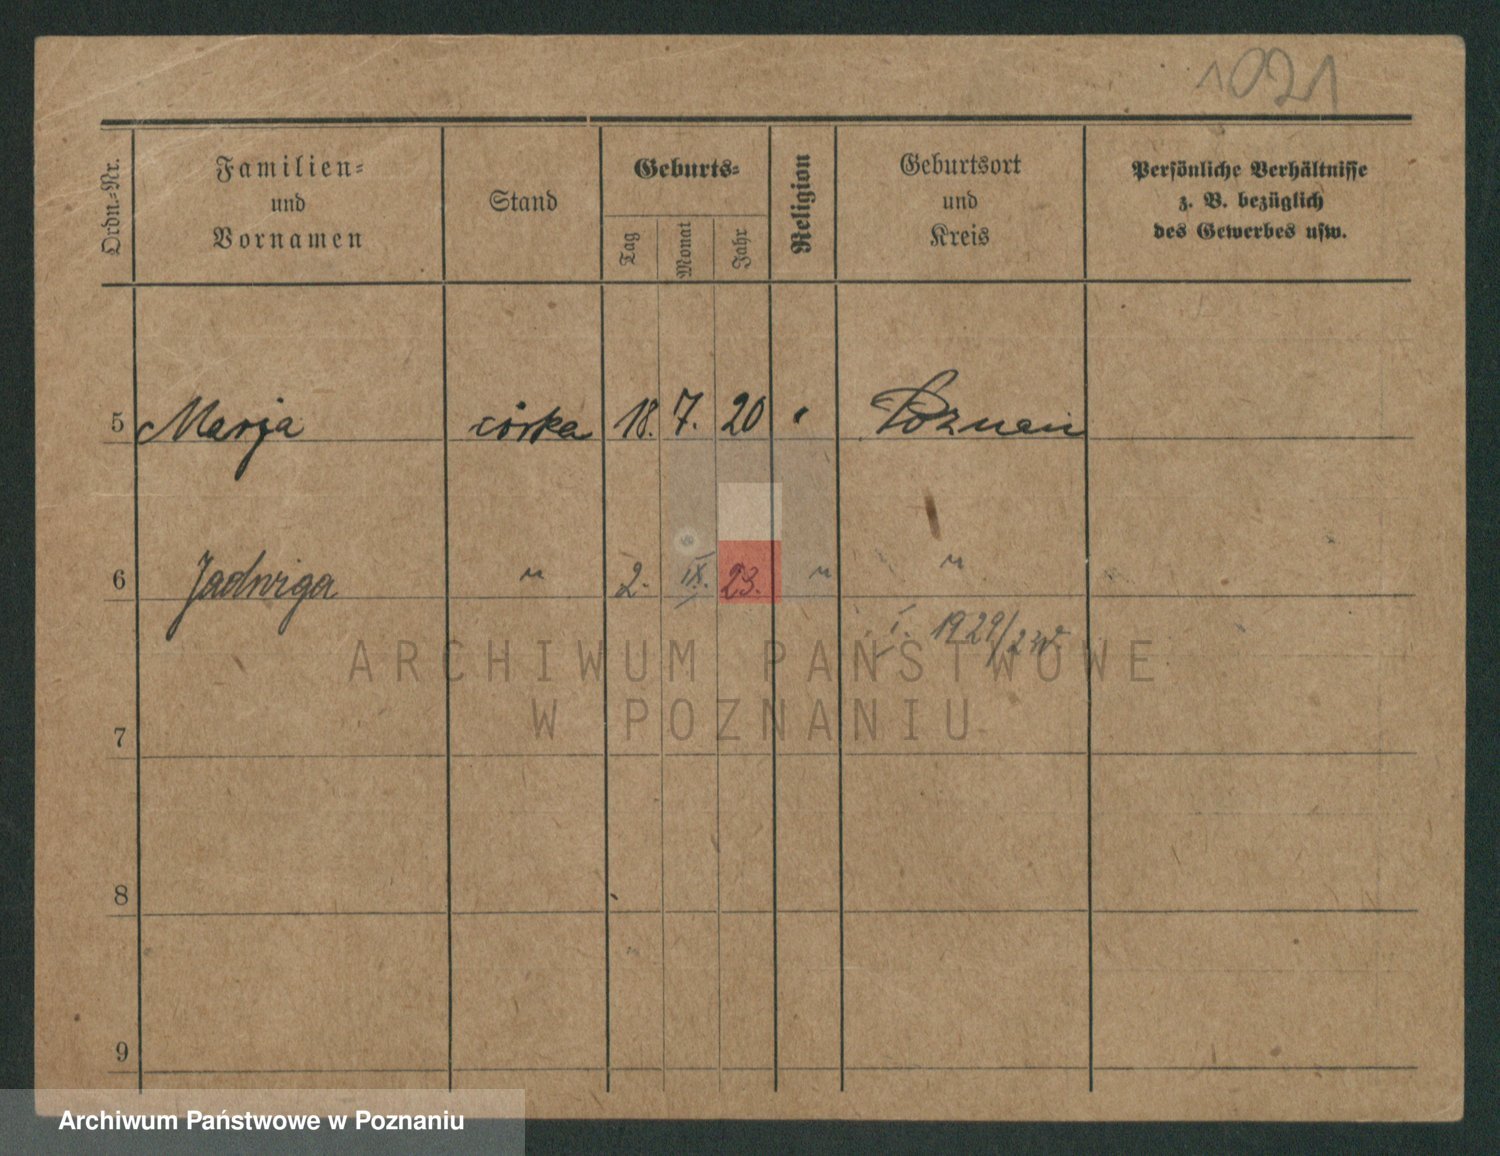 1021
Ordn.-Nr.
Familien-
und
Vornamen
Stand
Geburts-
Tag
Monat
Jahr
Religion
Geburtsort
und
Kreis
Persönliche Verhältnisse
z. B. bezüglich
des Gewerbes usw.
5 Marja córka 18. 7. 20 " Poznań
6 Jadwiga " 2. IX. 23. " "
I. 1929/
ARCHIWUM PAŃSTWOWE
W POZNANIU
7
8
9
Archiwum Państwowe w Poznaniu